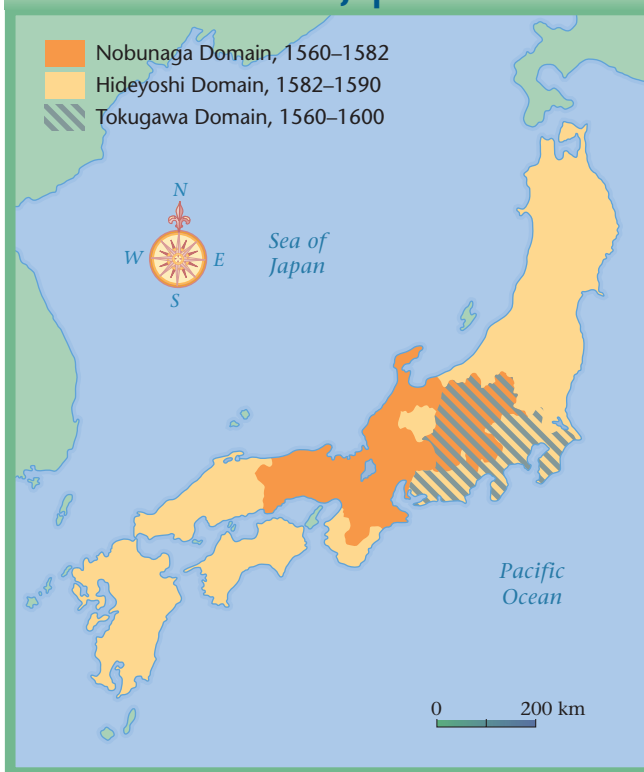 Nobunaga Domain, 1560–1582
Hideyoshi Domain, 1582–1590
Tokugawa Domain, 1560–1600
N
W
E
S
Sea of
Japan
Pacific
Ocean
0 200 km